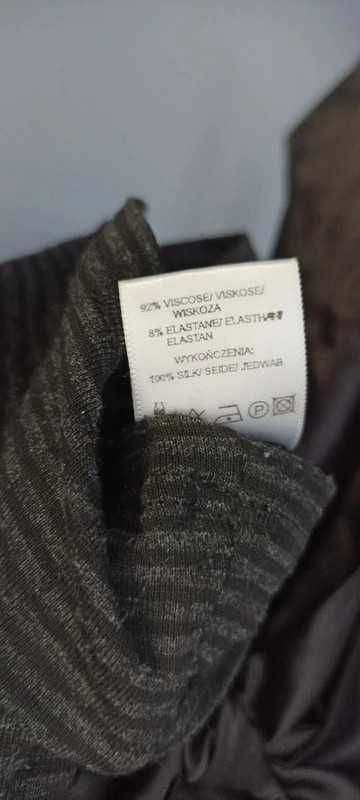 92% VISCOSE/ VISKOSE/
WISKOZA
8% ELASTANE/ ELASTHAN/
ELASTAN
WYKOŃCZENIA:
100% SILK/ SEIDE/ JEDWAB
P